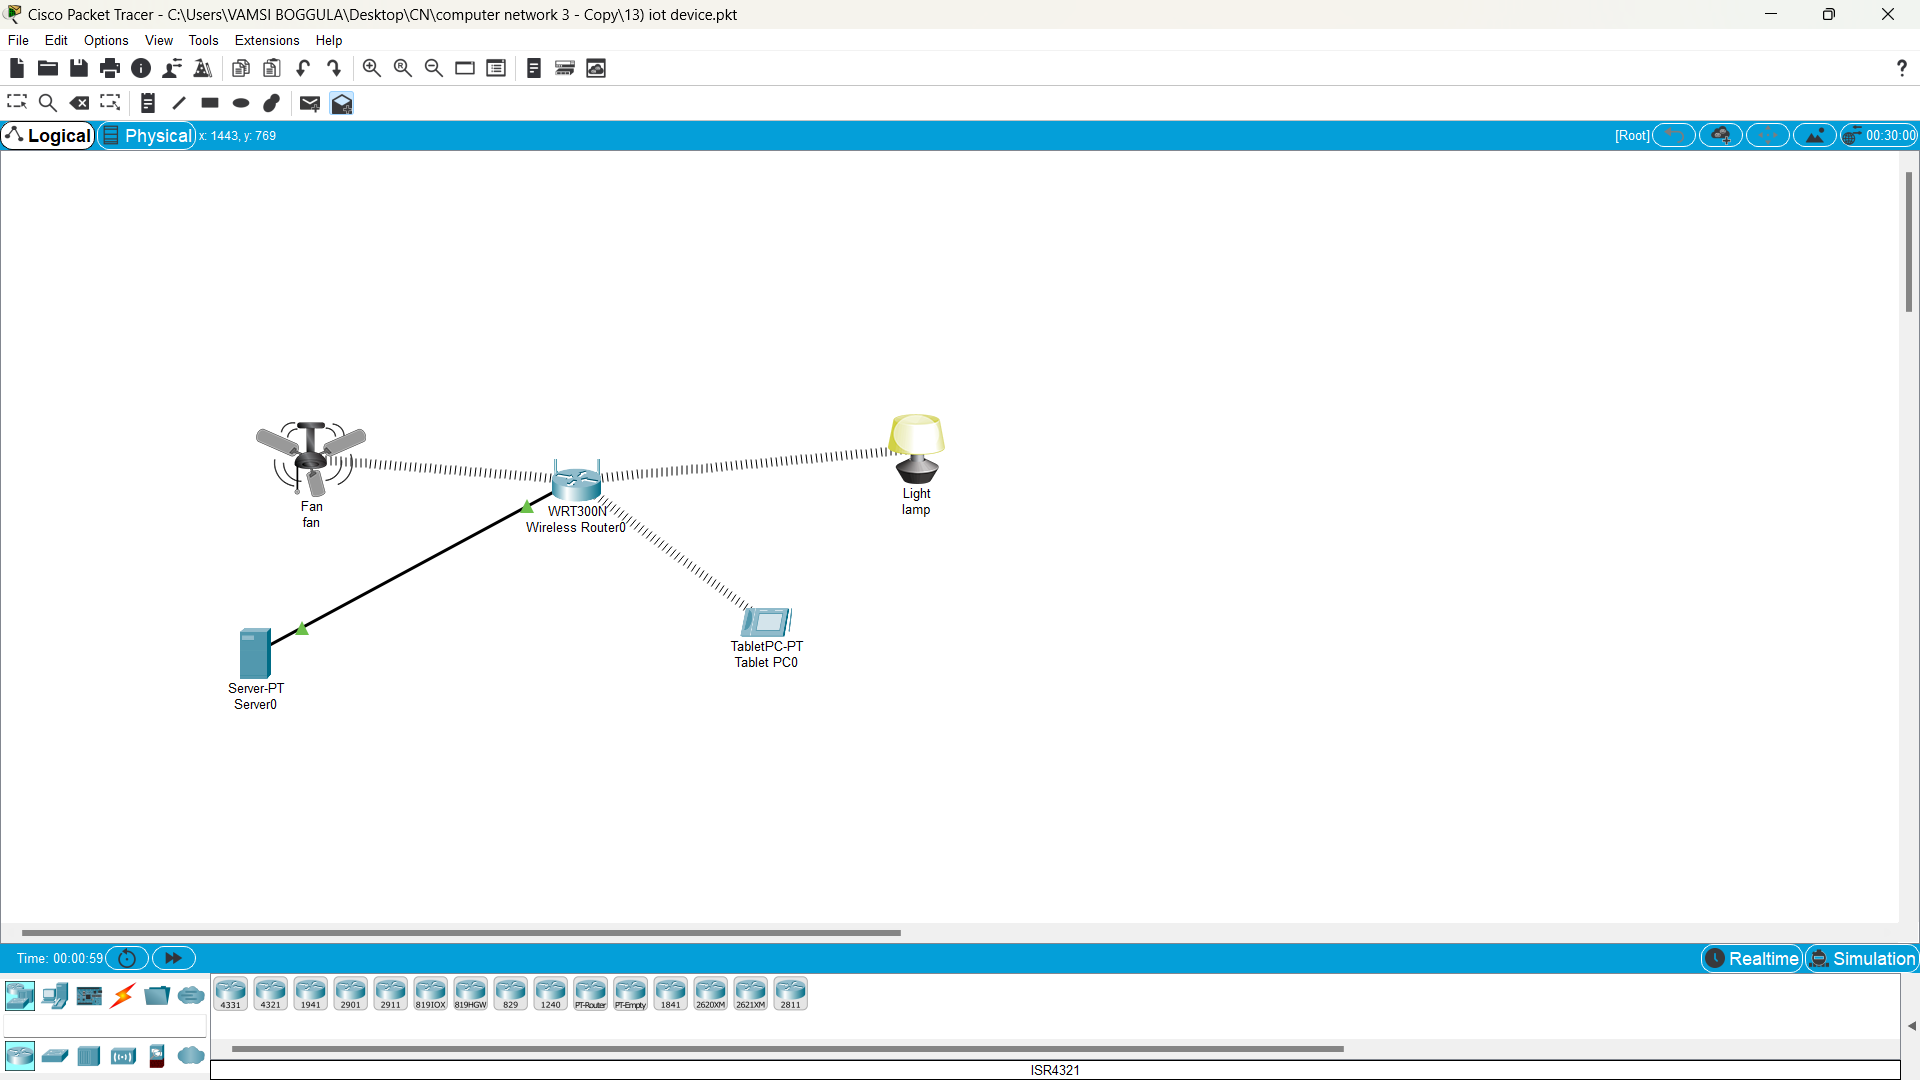 Cisco Packet Tracer - C:\Users\VAMSI BOGGULA\Desktop\CN\computer network 3 - Copy\13) iot device.pkt
File Edit Options View Tools Extensions Help
?
Logical Physical x: 1443, y: 769 [Root] 00:30:00
Fan
fan
WRT300N
Wireless Router0
Light
lamp
TabletPC-PT
Tablet PC0
Server-PT
Server0
Time: 00:00:59 Realtime Simulation
4331 4321 1941 2901 2911 819IOX 819HGW 829 1240 PT-Router PT-Empty 1841 2620XM 2621XM 2811
ISR4321